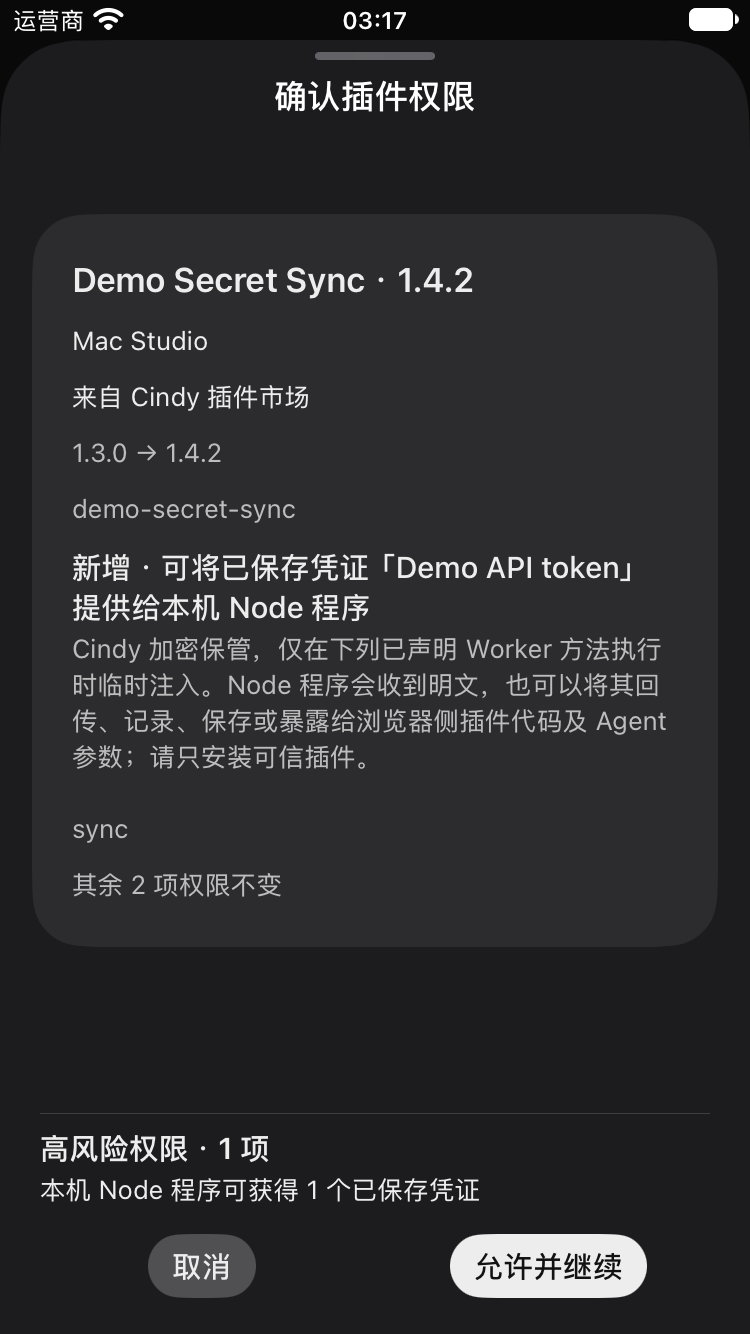 运营商 03:17
确认插件权限
Demo Secret Sync · 1.4.2
Mac Studio
来自 Cindy 插件市场
1.3.0 → 1.4.2
demo-secret-sync
新增 · 可将已保存凭证「Demo API token」
提供给本机 Node 程序
Cindy 加密保管，仅在下列已声明 Worker 方法执行
时临时注入。Node 程序会收到明文，也可以将其回
传、记录、保存或暴露给浏览器侧插件代码及 Agent
参数；请只安装可信插件。
sync
其余 2 项权限不变
高风险权限 · 1 项
本机 Node 程序可获得 1 个已保存凭证
取消 允许并继续